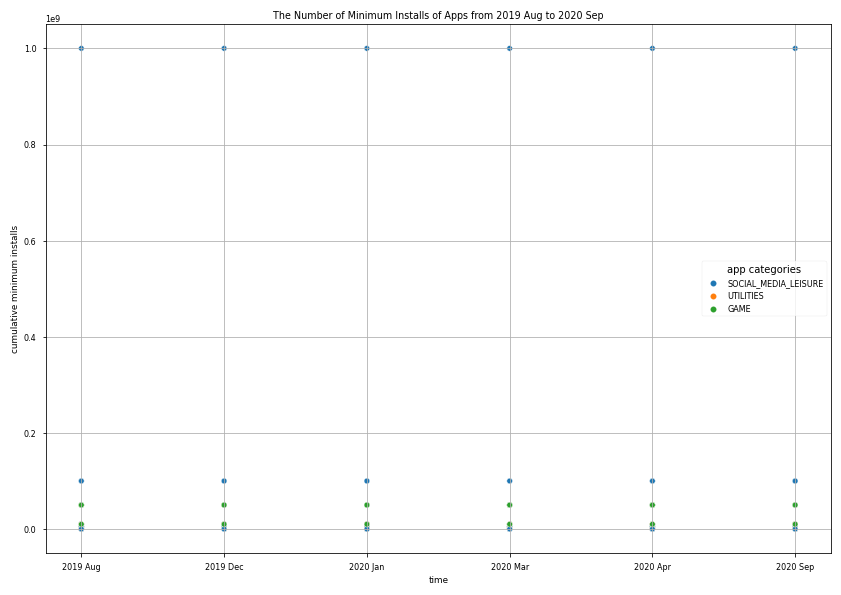 The Number of Minimum Installs of Apps from 2019 Aug to 2020 Sep
1e9
1.0
0.8
0.6
0.4
0.2
0.0
cumulative minimum installs
app categories
SOCIAL_MEDIA_LEISURE
UTILITIES
GAME
2019 Aug
2019 Dec
2020 Jan
2020 Mar
2020 Apr
2020 Sep
time